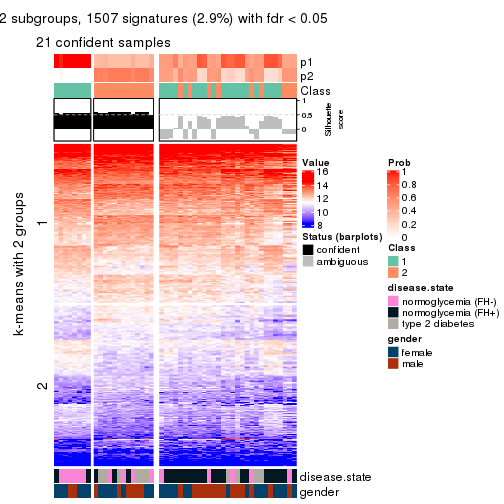 2 subgroups, 1507 signatures (2.9%) with fdr < 0.05
21 confident samples
p1
p2
Class
1
0.5
0
Silhouette
score
k-means with 2 groups
1
2
Value
16
14
12
10
8
Status (barplots)
confident
ambiguous
Prob
1
0.8
0.6
0.4
0.2
0
Class
1
2
disease.state
normoglycemia (FH-)
normoglycemia (FH+)
type 2 diabetes
gender
female
male
disease.state
gender